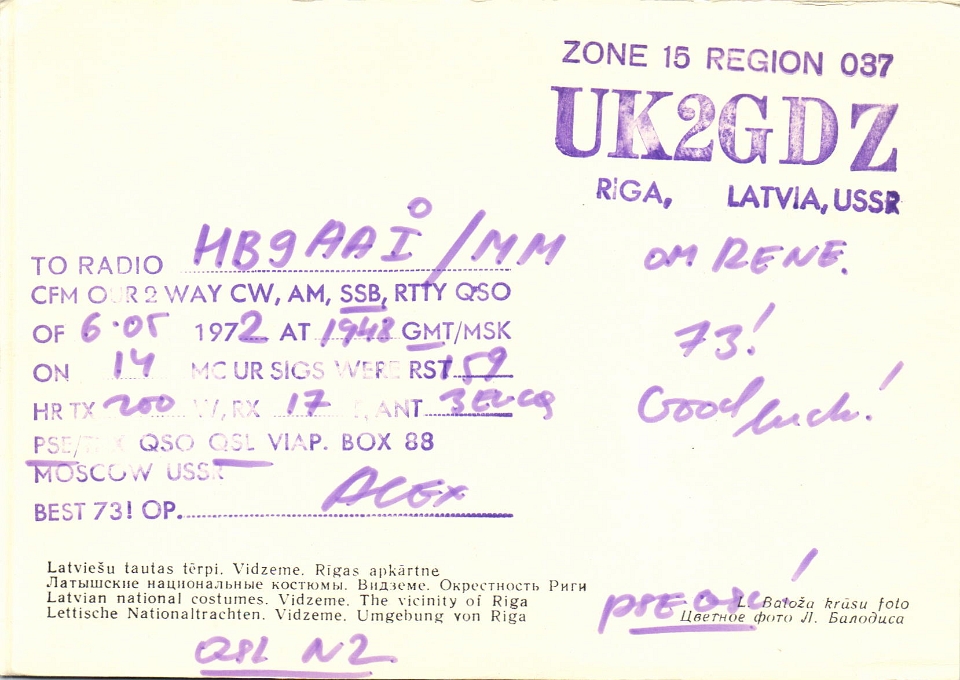 ZONE 15 REGION 037
UK2GDZ
RIGA, LATVIA, USSR
TO RADIO HB9AAI /MM
OM RENE.
CFM OUR 2 WAY CW, AM, SSB, RTTY QSO
OF 6.05 1972 AT 1948 GMT/MSK
73!
ON 14 MC UR SIGS WERE RST 59
Good luck!
HR TX 200 W, RX 17 ANT 3EL CQ
PSE/TNX QSO QSL VIA P. BOX 88
MOSCOW USSR
BEST 73! OP. ALEX
Latviešu tautas tērpi. Vidzeme. Rīgas apkārtne
Латышские национальные костюмы. Видземе. Окрестность Риги
Latvian national costumes. Vidzeme. The vicinity of Riga
Lettische Nationaltrachten. Vidzeme. Umgebung von Riga
PSE QSL!
L. Baloža krāsu foto
Цветное фото Л. Балодиса
QSL N2.